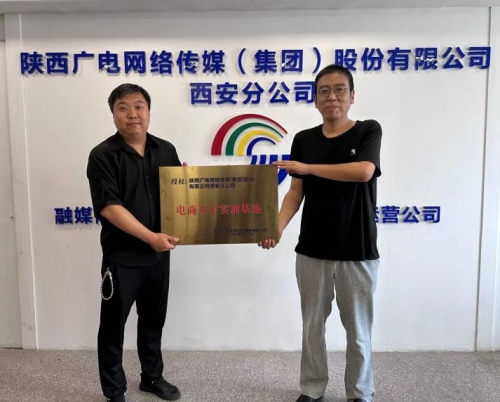 陕西广电网络传媒（集团）股份有限公司
西安分公司
融媒
运营公司
授权：陕西广电网络传媒(集团)股份
有限公司西安分公司
电商人才实训基地